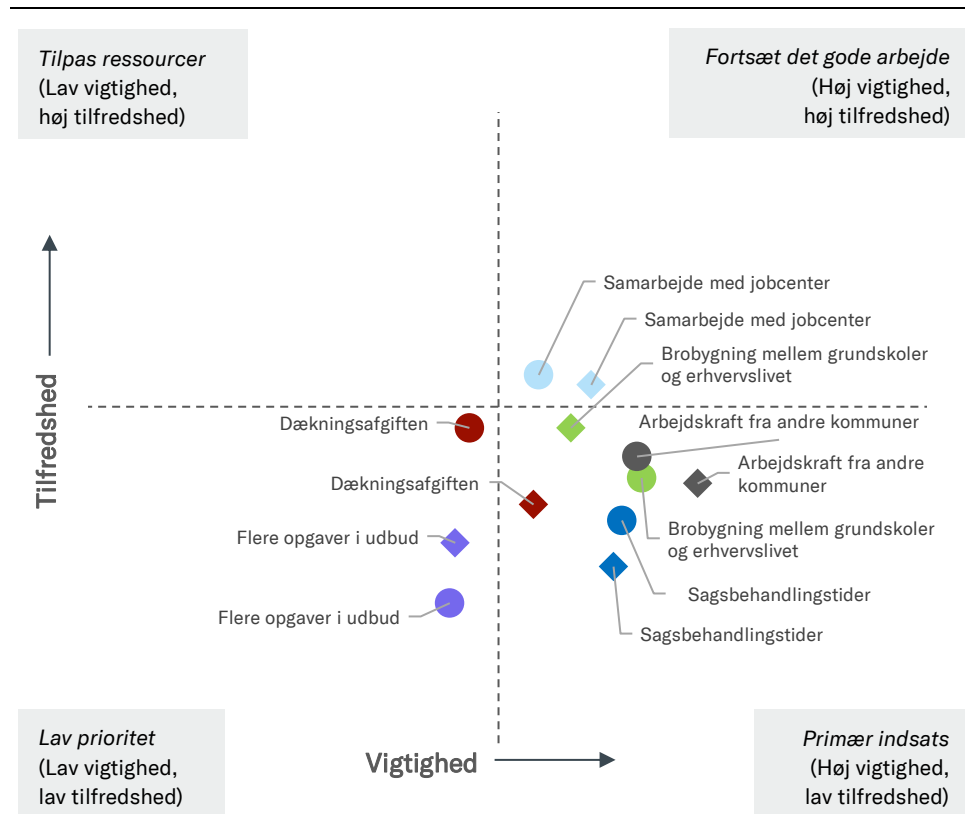 Tilpas ressourcer
(Lav vigtighed,
høj tilfredshed)
Fortsæt det gode arbejde
(Høj vigtighed,
høj tilfredshed)
Samarbejde med jobcenter
Samarbejde med jobcenter
Brobygning mellem grundskoler
og erhvervslivet
Tilfredshed
Dækningsafgiften
Arbejdskraft fra andre kommuner
Arbejdskraft fra andre
kommuner
Dækningsafgiften
Flere opgaver i udbud
Brobygning mellem grundskoler
og erhvervslivet
Sagsbehandlingstider
Flere opgaver i udbud
Sagsbehandlingstider
Lav prioritet
(Lav vigtighed,
lav tilfredshed)
Vigtighed
Primær indsats
(Høj vigtighed,
lav tilfredshed)